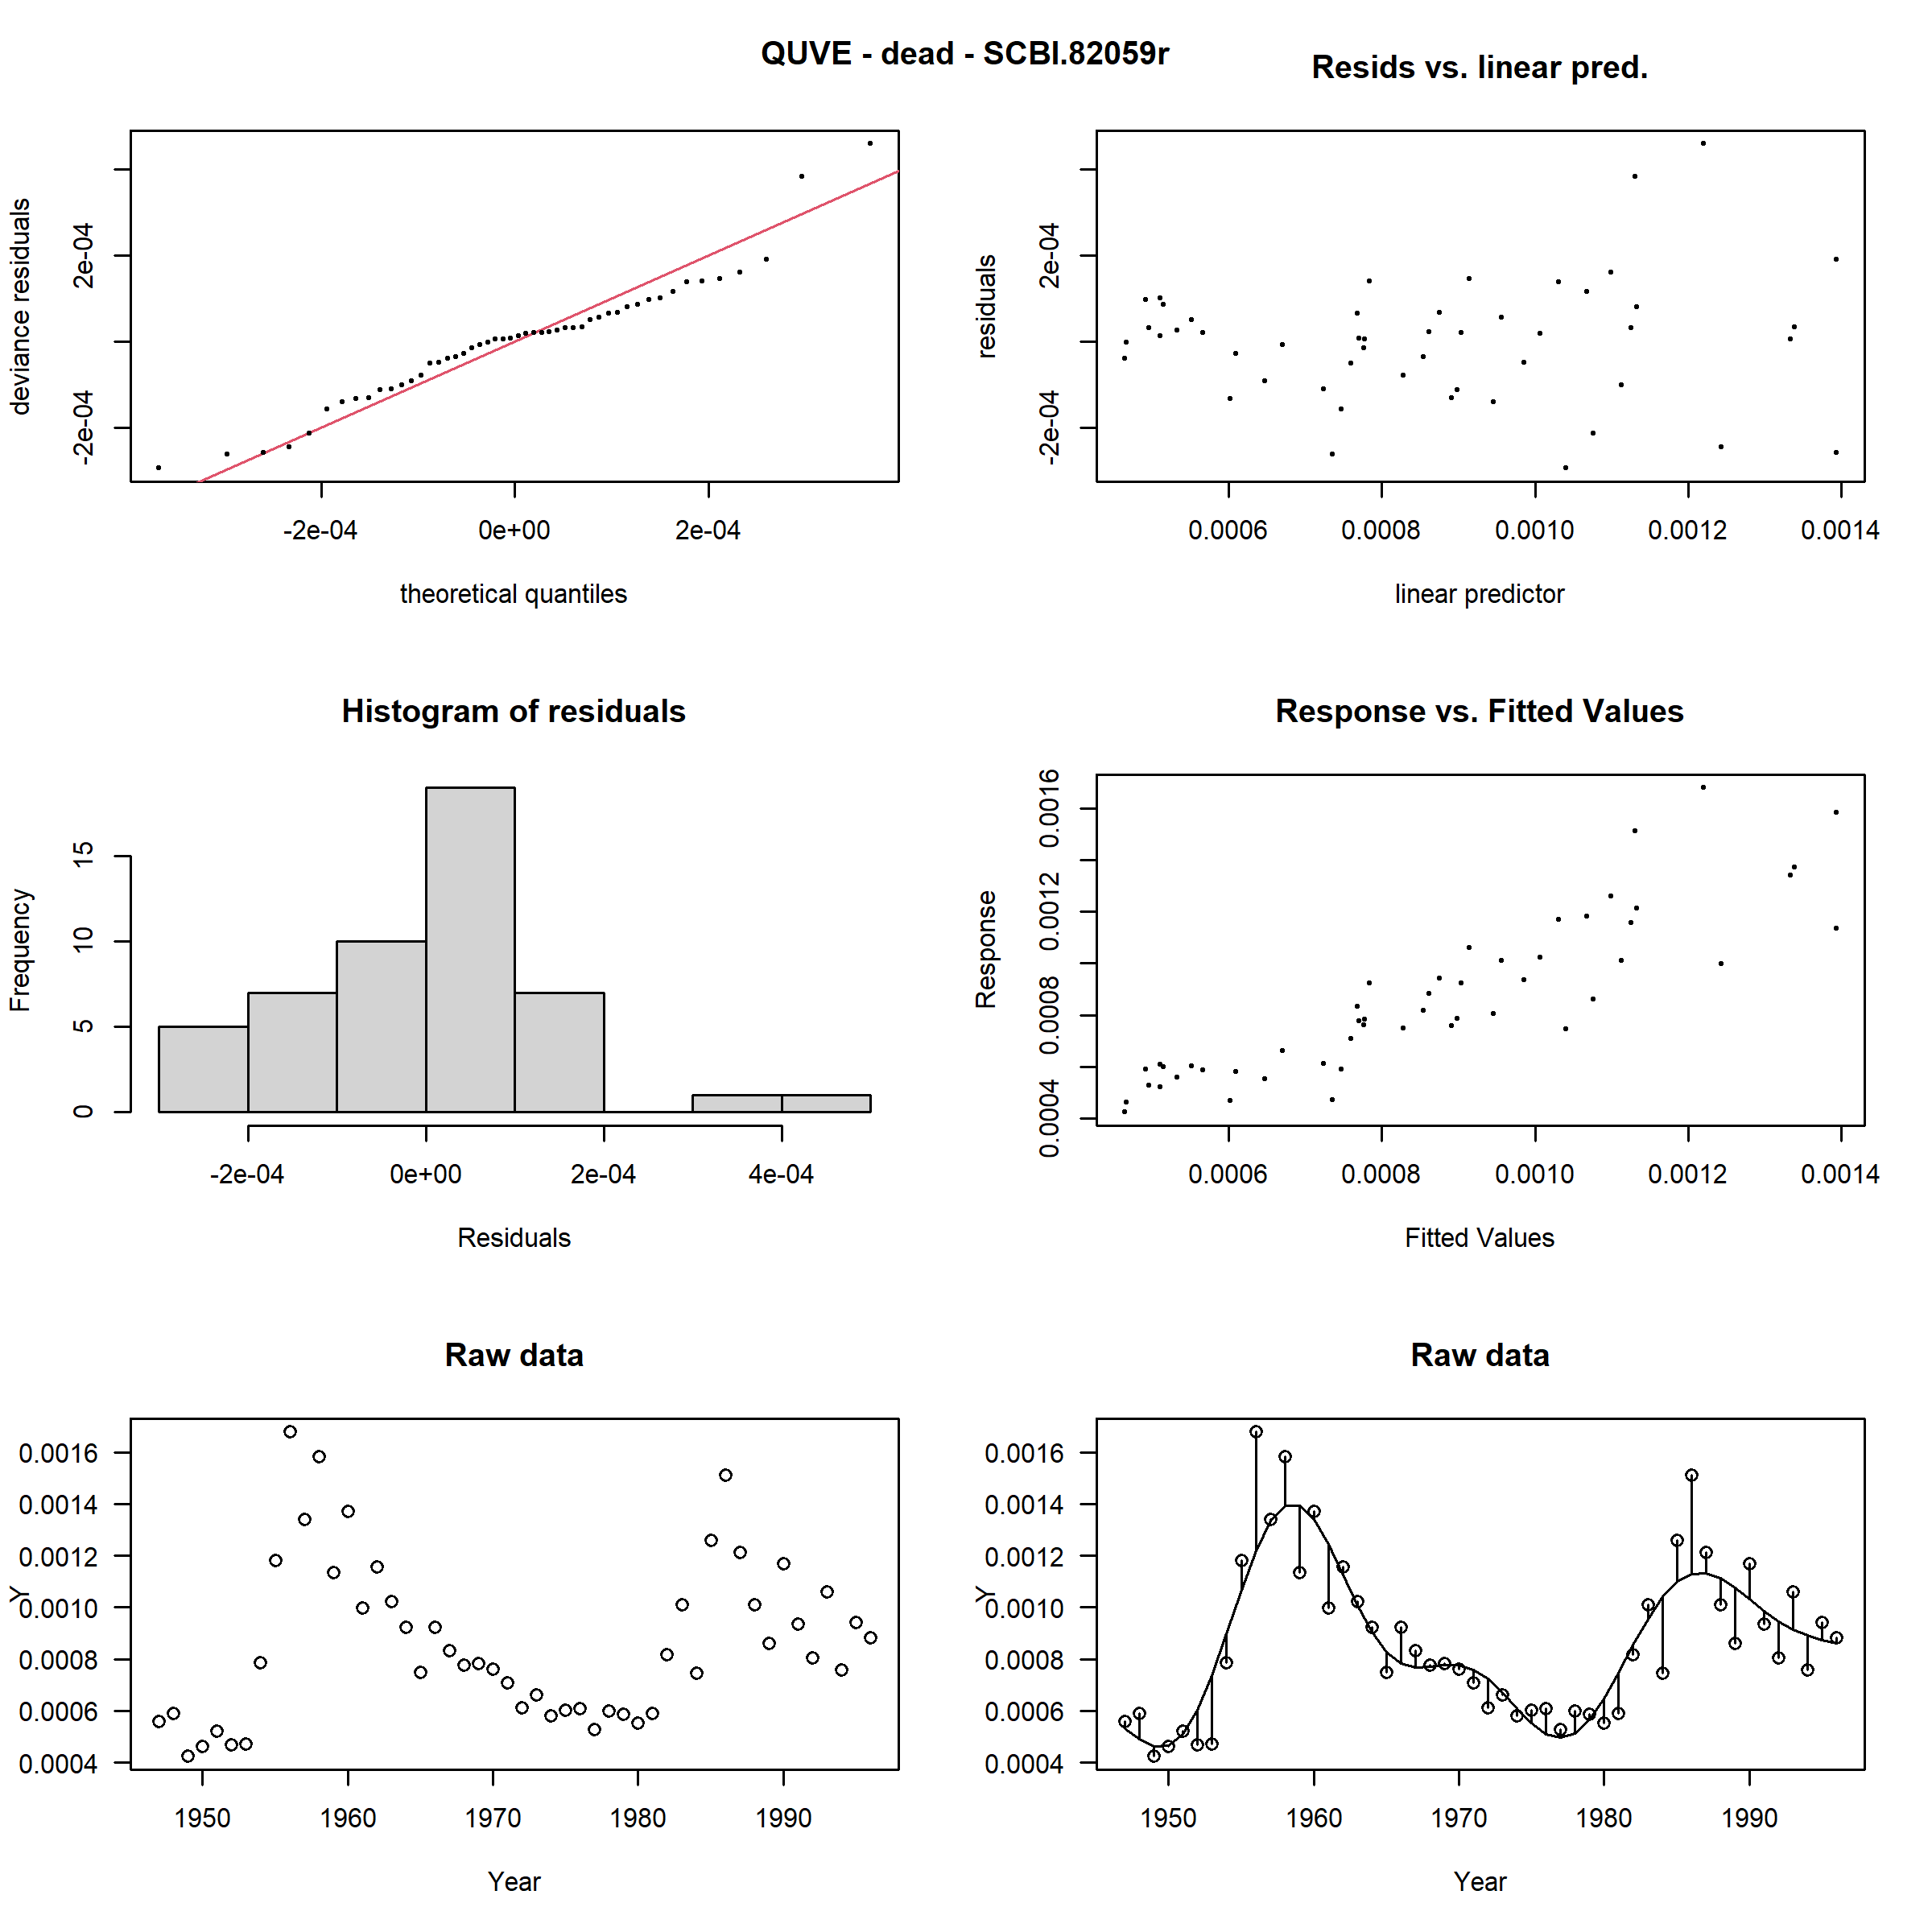 QUVE - dead - SCBI.82059r
Resids vs. linear pred.
deviance residuals
-2e-04 2e-04
-2e-04 0e+00 2e-04
theoretical quantiles
residuals
-2e-04 2e-04
0.0006 0.0008 0.0010 0.0012 0.0014
linear predictor
Histogram of residuals
Frequency
0 5 10 15
-2e-04 0e+00 2e-04 4e-04
Residuals
Response vs. Fitted Values
Response
0.0004 0.0008 0.0012 0.0016
0.0006 0.0008 0.0010 0.0012 0.0014
Fitted Values
Raw data
Y
0.0016
0.0014
0.0012
0.0010
0.0008
0.0006
0.0004
1950 1960 1970 1980 1990
Year
Raw data
Y
0.0016
0.0014
0.0012
0.0010
0.0008
0.0006
0.0004
1950 1960 1970 1980 1990
Year